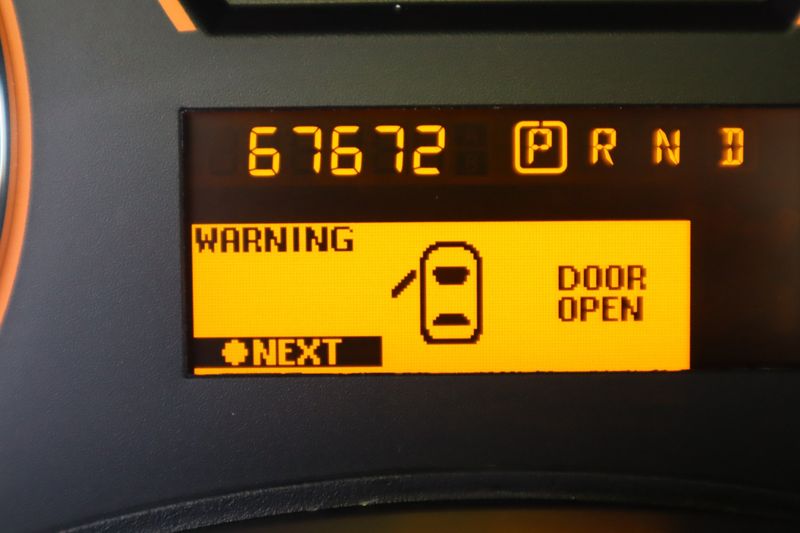 67672 P R N D
WARNING
DOOR
OPEN
NEXT